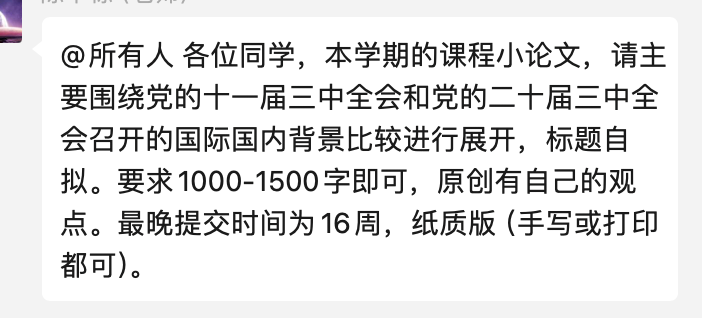 @所有人 各位同学，本学期的课程小论文，请主
要围绕党的十一届三中全会和党的二十届三中全
会召开的国际国内背景比较进行展开，标题自
拟。要求1000-1500字即可，原创有自己的观
点。最晚提交时间为16周，纸质版（手写或打印
都可）。